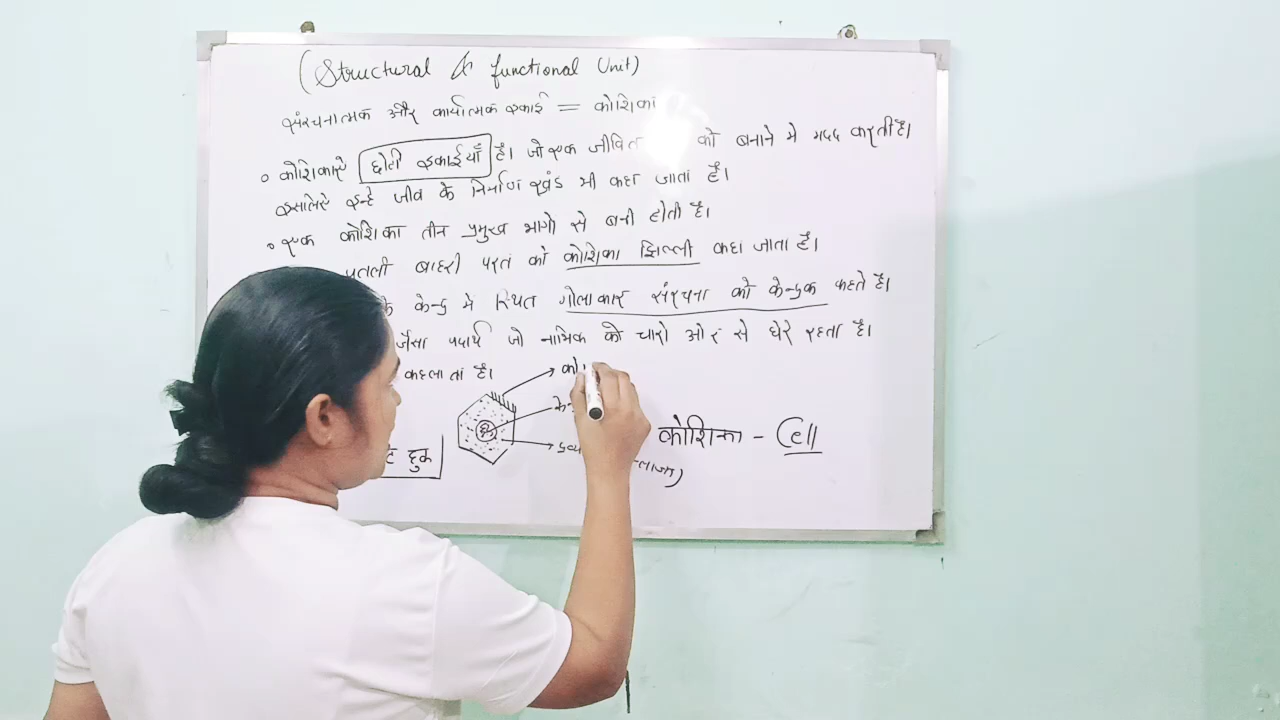 (Structural & functional Unit)
संरचनात्मक और कार्यात्मक इकाई = कोशिका
कोशिकाऐं छोटी इकाईयाँ है। जो एक जीवित को बनाने मे मदद करती है।
इसलिए इन्हे जीव के निर्माण खंड भी कहा जाता है।
एक कोशिका तीन प्रमुख भागो से बनी होती है।
पतली बाहरी परत को कोशिका झिल्ली कहा जाता है।
के केन्द्र मे स्थित गोलाकार संरचना को केन्द्रक कहते है।
पदार्थ जो नाभिक को चारो ओर से घेरे रहता है।
कहलाता है।
को
के
द्रव्य
कोशिका - Cell
हुक